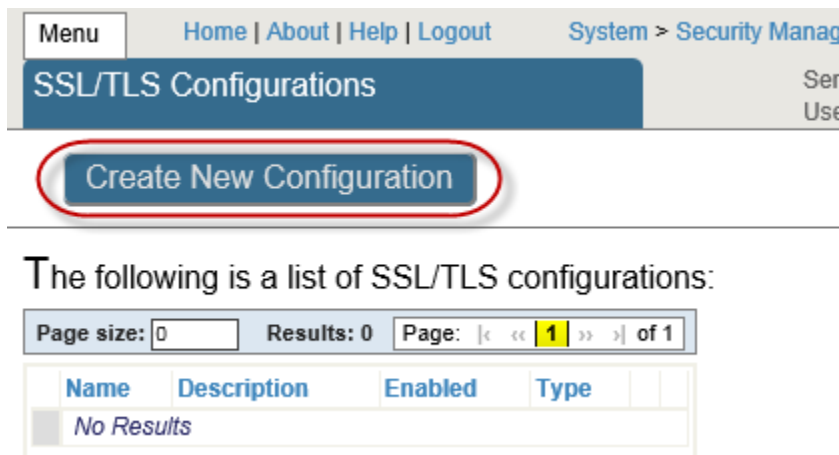 Menu Home | About | Help | Logout System > Security Manag
SSL/TLS Configurations Ser
Use
Create New Configuration
The following is a list of SSL/TLS configurations:
Page size: 0 Results: 0 Page: |‹ ‹‹ 1 ›› ›| of 1
Name Description Enabled Type
No Results